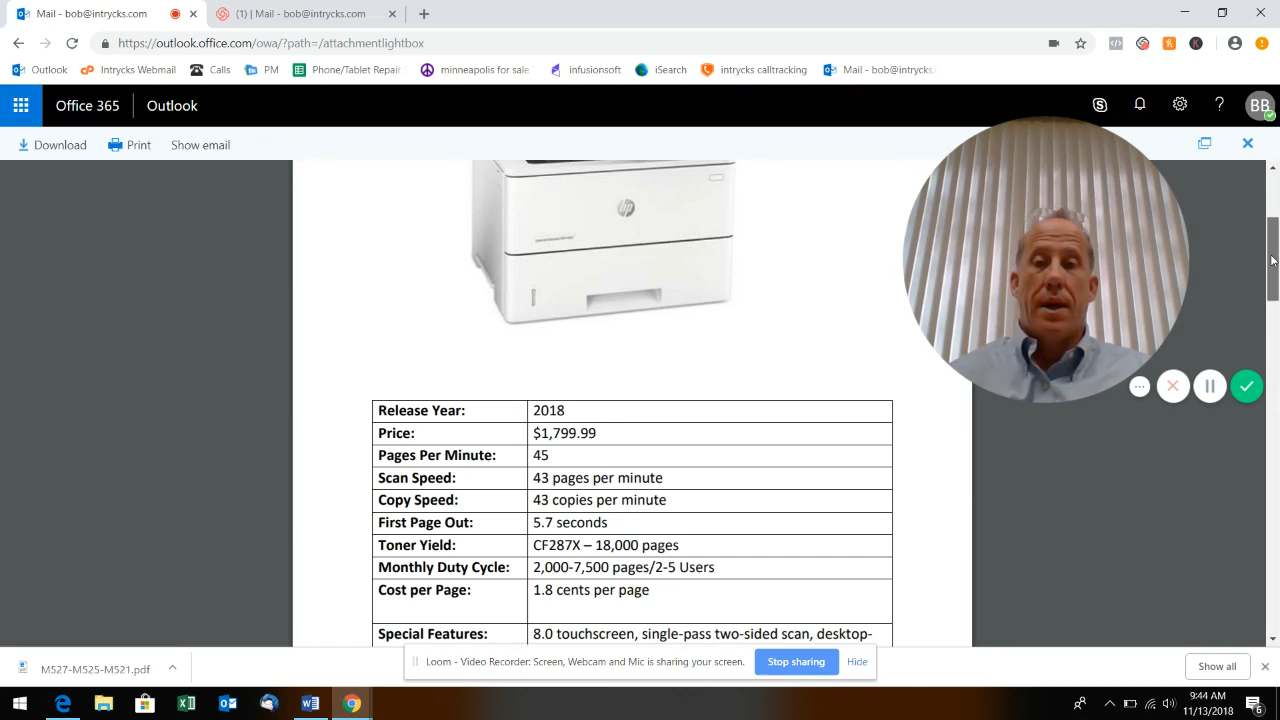 Mail - bob@intrycks.com
(1) | Mail - bob@intrycks.com
https://outlook.office.com/owa/?path=/attachmentlightbox
Outlook
Intrycks Webmail
Calls
PM
Phone/Tablet Repair
minneapolis for sale
infusionsoft
iSearch
intrycks calltracking
Mail - bob@intrycks.
Office 365
Outlook
BB
Download
Print
Show email
hp
Release Year: 2018
Price: $1,799.99
Pages Per Minute: 45
Scan Speed: 43 pages per minute
Copy Speed: 43 copies per minute
First Page Out: 5.7 seconds
Toner Yield: CF287X – 18,000 pages
Monthly Duty Cycle: 2,000-7,500 pages/2-5 Users
Cost per Page: 1.8 cents per page
Special Features: 8.0 touchscreen, single-pass two-sided scan, desktop-
Loom - Video Recorder: Screen, Webcam and Mic is sharing your screen.
Stop sharing
Hide
M527-M525-M521.pdf
Show all
9:44 AM
11/13/2018
6